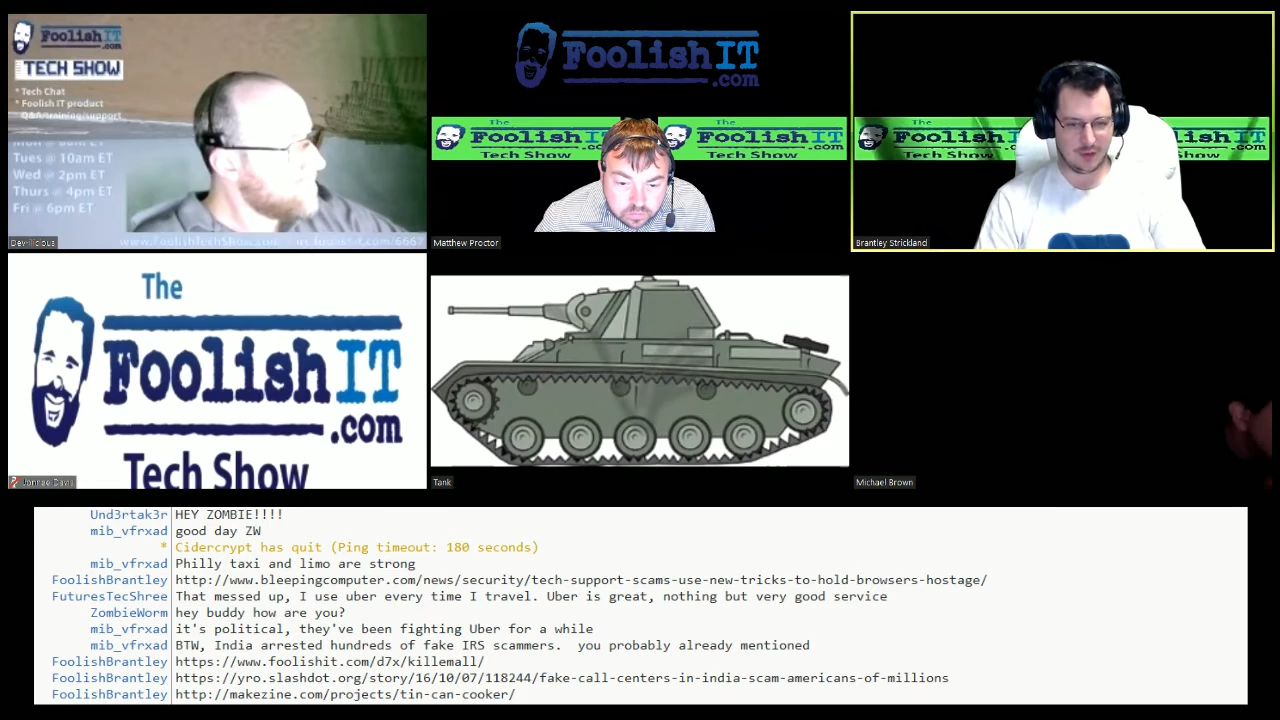 FoolishIT
.com
TECH SHOW
* Tech Chat
* Foolish IT product
Q&A/training/support
Tues @ 10am ET
Wed @ 2pm ET
Thurs @ 4pm ET
Fri @ 6pm ET
Devilicious
FoolishIT
.com
The
FoolishIT
.com
Tech Show
The
FoolishIT
.com
Matthew Proctor
The
FoolishIT
.com
Tech Show
Brantley Strickland
The
FoolishIT
.com
Tech Show
Tank
Michael Brown
Und3rtak3r HEY ZOMBIE!!!!
mib_vfrxad good day ZW
* Cidercrypt has quit (Ping timeout: 180 seconds)
mib_vfrxad Philly taxi and limo are strong
FoolishBrantley http://www.bleepingcomputer.com/news/security/tech-support-scams-use-new-tricks-to-hold-browsers-hostage/
FuturesTecShree That messed up, I use uber every time I travel. Uber is great, nothing but very good service
ZombieWorm hey buddy how are you?
mib_vfrxad it's political, they've been fighting Uber for a while
mib_vfrxad BTW, India arrested hundreds of fake IRS scammers. you probably already mentioned
FoolishBrantley https://www.foolishit.com/d7x/killemall/
FoolishBrantley https://yro.slashdot.org/story/16/10/07/118244/fake-call-centers-in-india-scam-americans-of-millions
FoolishBrantley http://makezine.com/projects/tin-can-cooker/